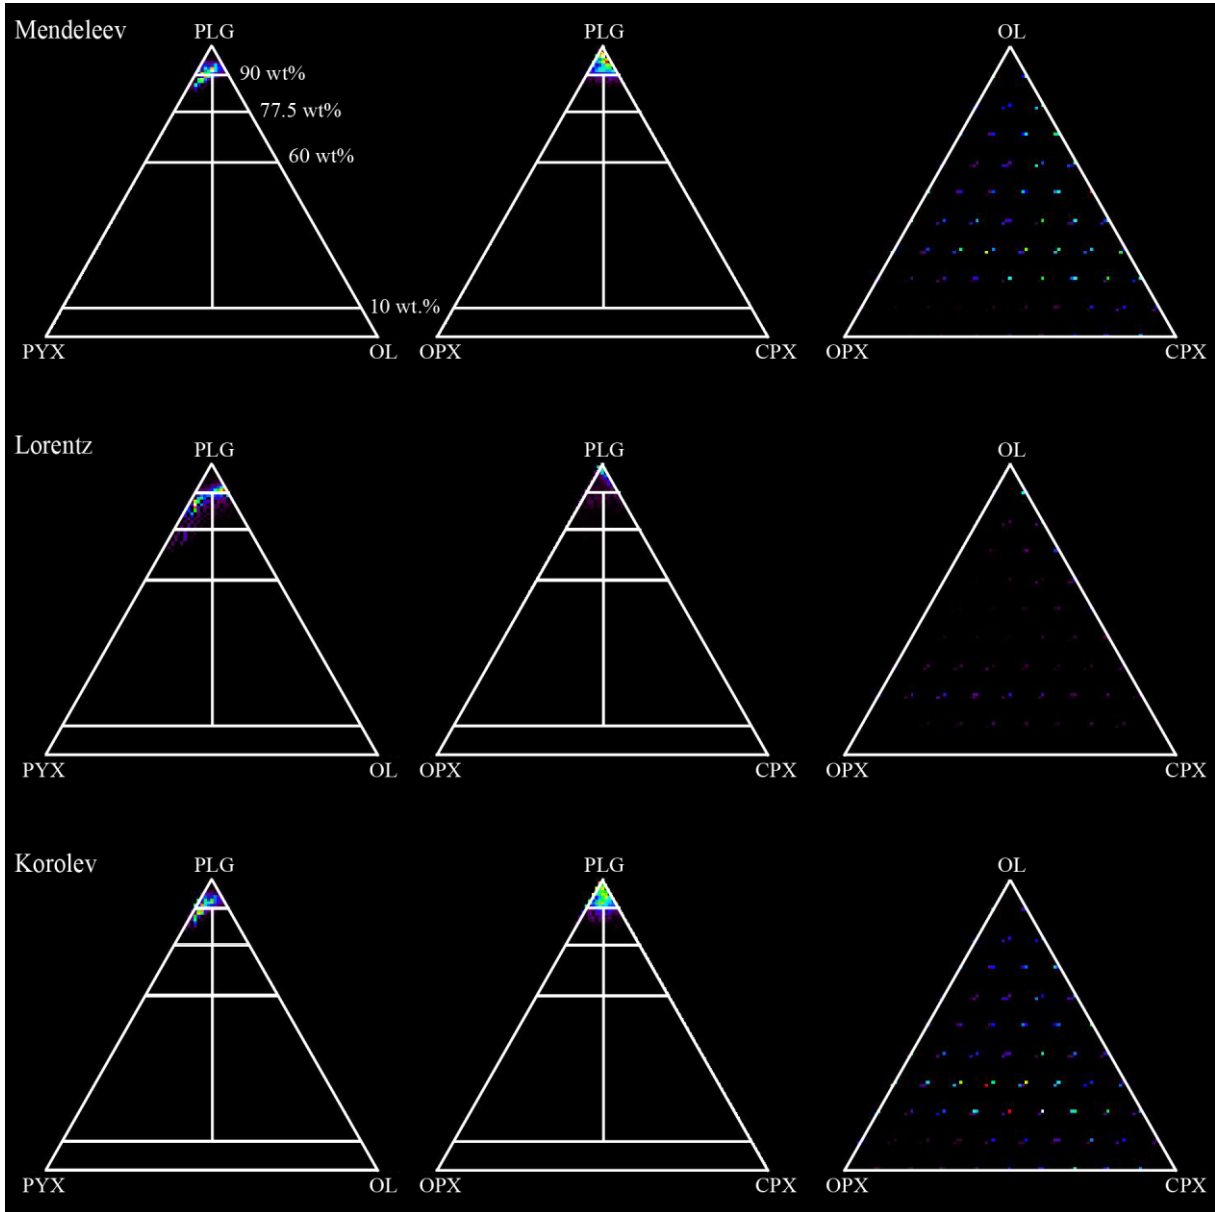 Mendeleev
PLG PLG OL
90 wt%
77.5 wt%
60 wt%
10 wt.%
PYX OL OPX CPX OPX CPX
Lorentz
PLG PLG OL
PYX OL OPX CPX OPX CPX
Korolev
PLG PLG OL
PYX OL OPX CPX OPX CPX